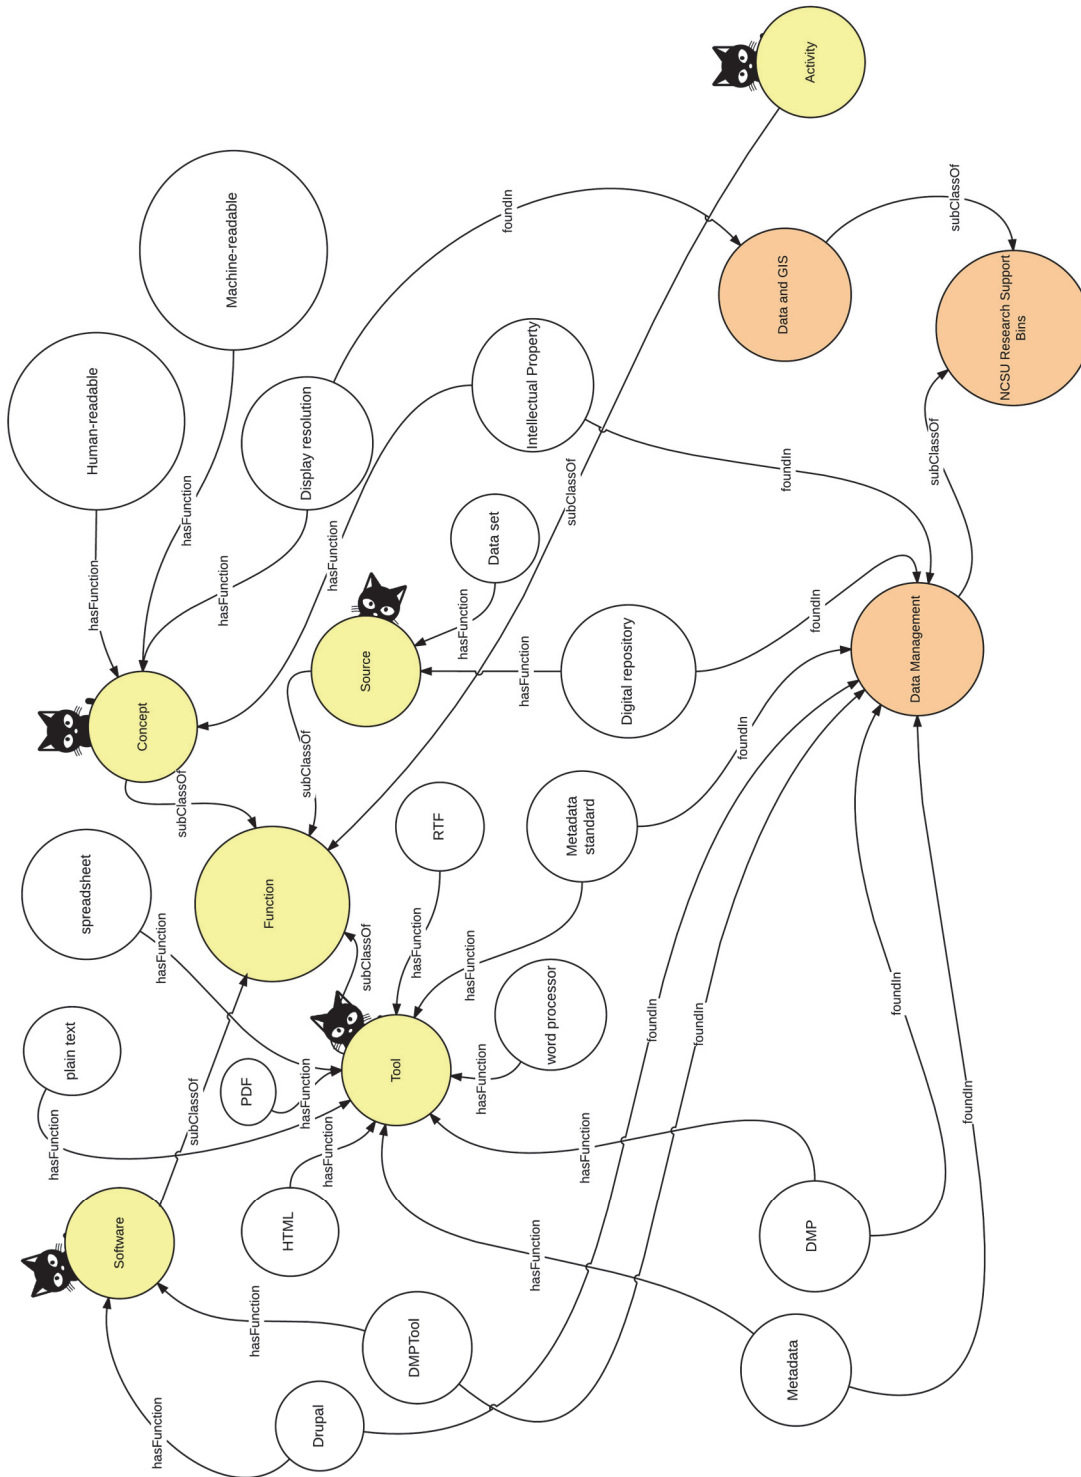 Software
hasFunction
hasFunction
Drupal
DMPTool
plain text
hasFunction
subClassOf
HTML
hasFunction
PDF
hasFunction
spreadsheet
hasFunction
Function
subClassOf
Tool
hasFunction
RTF
hasFunction
Metadata
standard
hasFunction
word processor
hasFunction
hasFunction
DMP
Metadata
foundIn
foundIn
foundIn
foundIn
foundIn
Human-readable
hasFunction
Machine-readable
hasFunction
Concept
subClassOf
hasFunction
Display resolution
hasFunction
foundIn
Source
subClassOf
hasFunction
Data set
hasFunction
Digital repository
foundIn
Intellectual Property
foundIn
subClassOf
Activity
Data and GIS
subClassOf
NCSU Research Support
Bins
subClassOf
Data Management